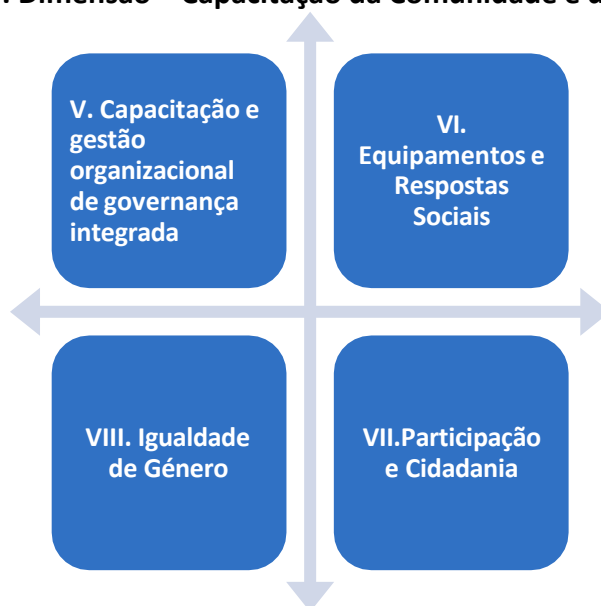 Dimensão – Capacitação da Comunidade e d
V. Capacitação e
gestão
organizacional
de governança
integrada
VI.
Equipamentos e
Respostas
Sociais
VIII. Igualdade
de Género
VII.Participação
e Cidadania